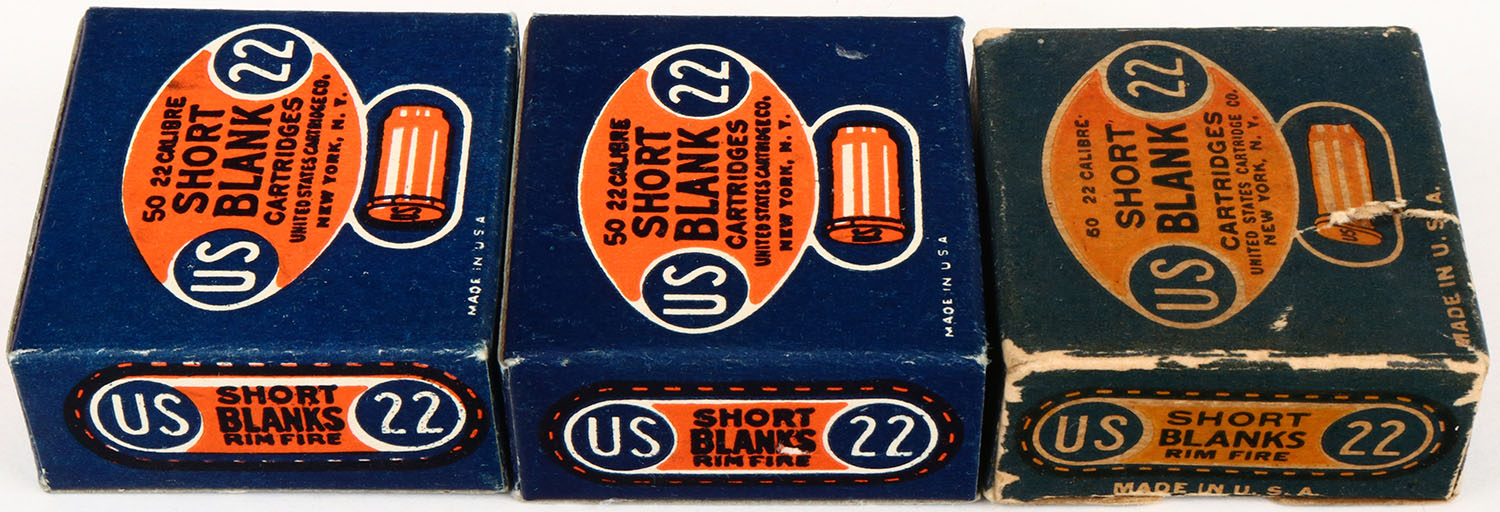 22
50 22 CALIBRE
SHORT
BLANK
CARTRIDGES
UNITED STATES CARTRIDGE CO.
NEW YORK, N. Y.
US
US
MADE IN U S A
US
SHORT
BLANKS
RIM FIRE
22
22
50 22 CALIBRE
SHORT
BLANK
CARTRIDGES
UNITED STATES CARTRIDGE CO.
NEW YORK, N. Y.
US
US
MADE IN U S A
US
SHORT
BLANKS
RIM FIRE
22
22
50 22 CALIBRE
SHORT
BLANK
CARTRIDGES
UNITED STATES CARTRIDGE CO.
NEW YORK, N. Y.
US
US
MADE IN U. S. A.
US
SHORT
BLANKS
RIM FIRE
22
MADE IN U. S. A